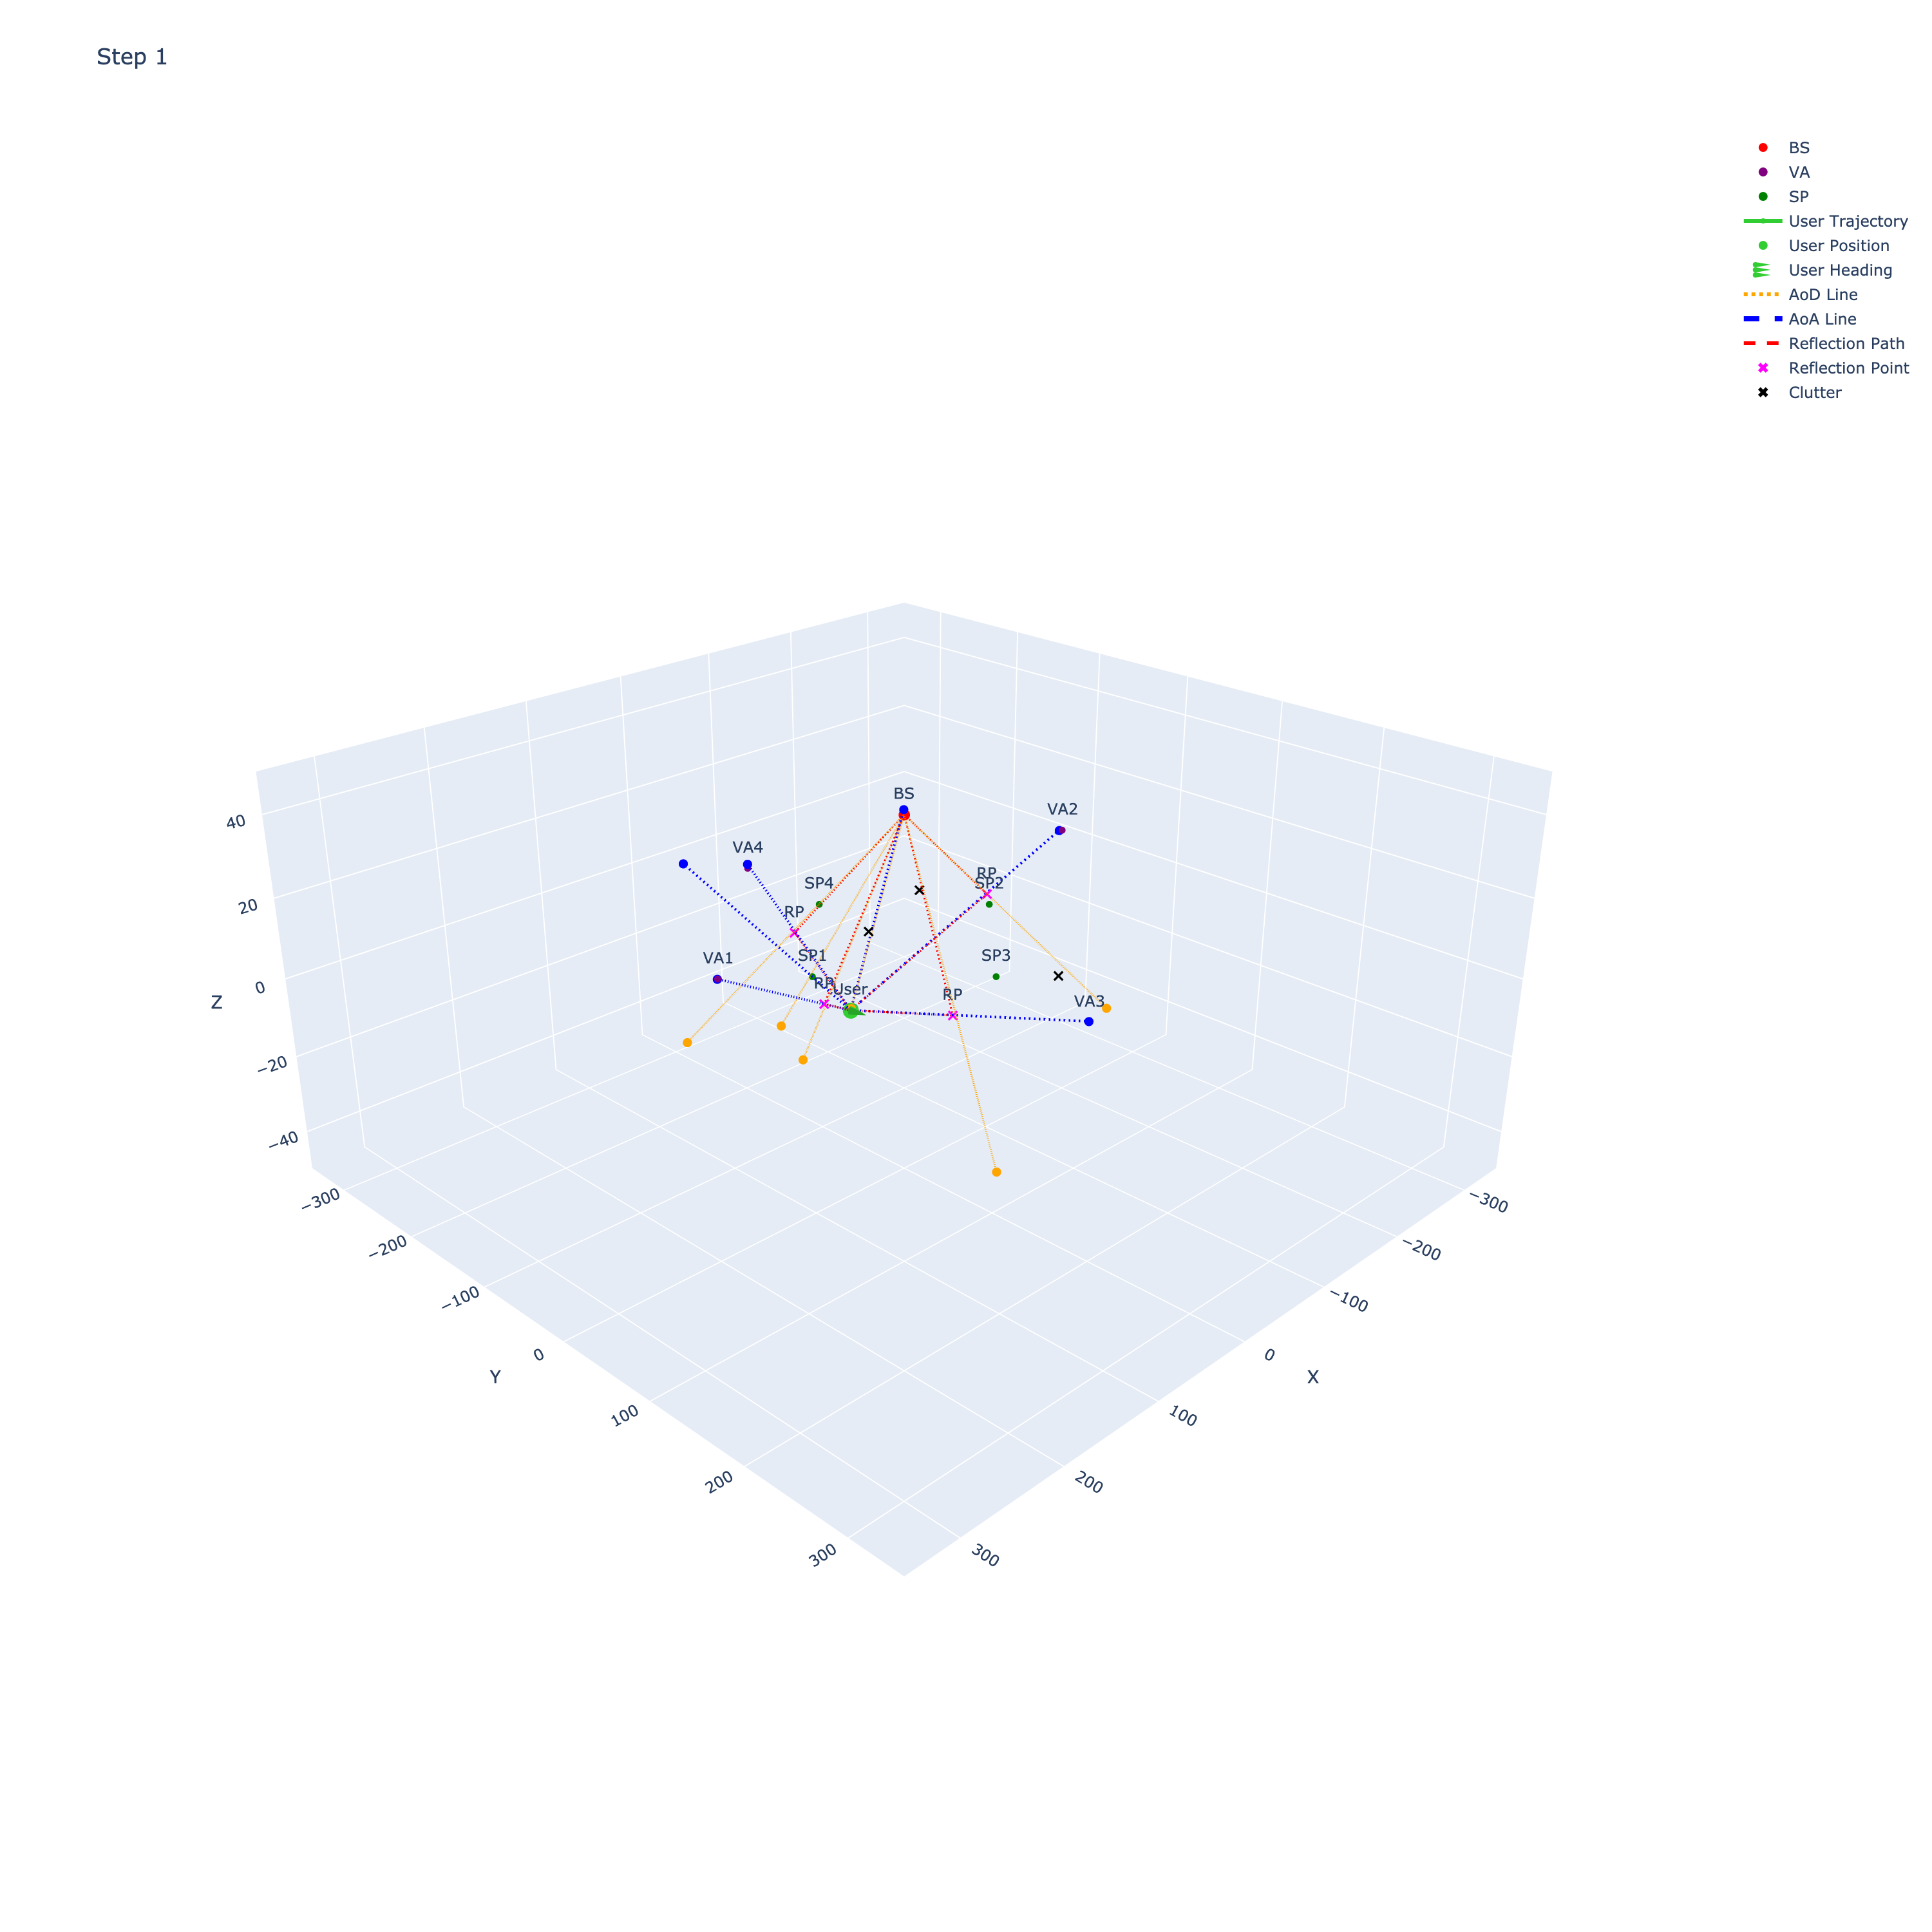 Step 1
BS
VA
SP
User Trajectory
User Position
User Heading
AoD Line
AoA Line
Reflection Path
Reflection Point
Clutter
BS
VA2
VA4
RP
SP4
SP2
RP
VA1
SP1
SP3
RP
User
RP
VA3
40
20
0
−20
−40
Z
−300
−200
−100
0
100
200
300
Y
−300
−200
−100
0
100
200
300
X